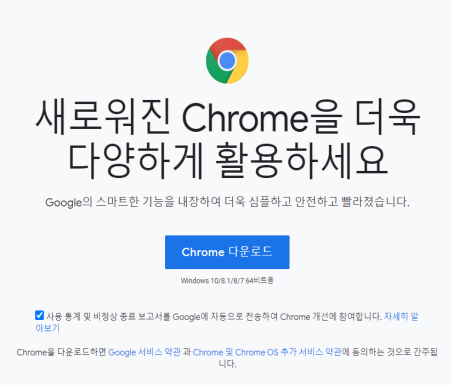 새로워진 Chrome을 더욱
다양하게 활용하세요
Google의 스마트한 기능을 내장하여 더욱 심플하고 안전하고 빨라졌습니다.
Chrome 다운로드
Windows 10/8.1/8/7 64비트용
사용 통계 및 비정상 종료 보고서를 Google에 자동으로 전송하여 Chrome 개선에 참여합니다. 자세히 알
아보기
Chrome을 다운로드하면 Google 서비스 약관 과 Chrome 및 Chrome OS 추가 서비스 약관에 동의하는 것으로 간주됩
니다.